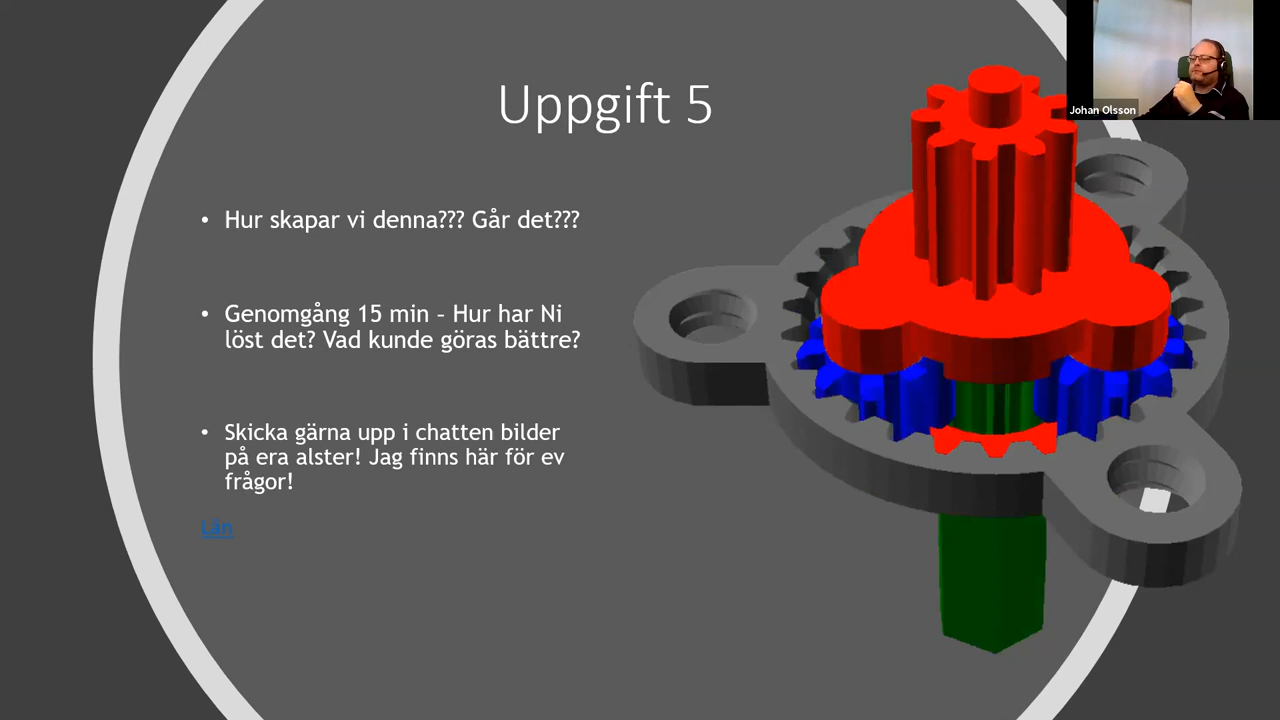 Uppgift 5
Johan Olsson
• Hur skapar vi denna??? Går det???
• Genomgång 15 min – Hur har Ni
löst det? Vad kunde göras bättre?
• Skicka gärna upp i chatten bilder
på era alster! Jag finns här för ev
frågor!
Län